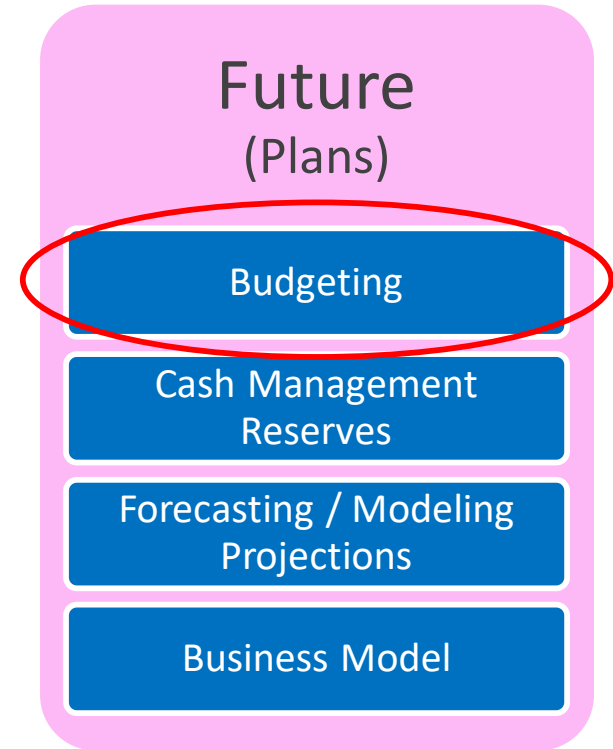 Future
(Plans)
Budgeting
Cash Management
Reserves
Forecasting / Modeling
Projections
Business Model